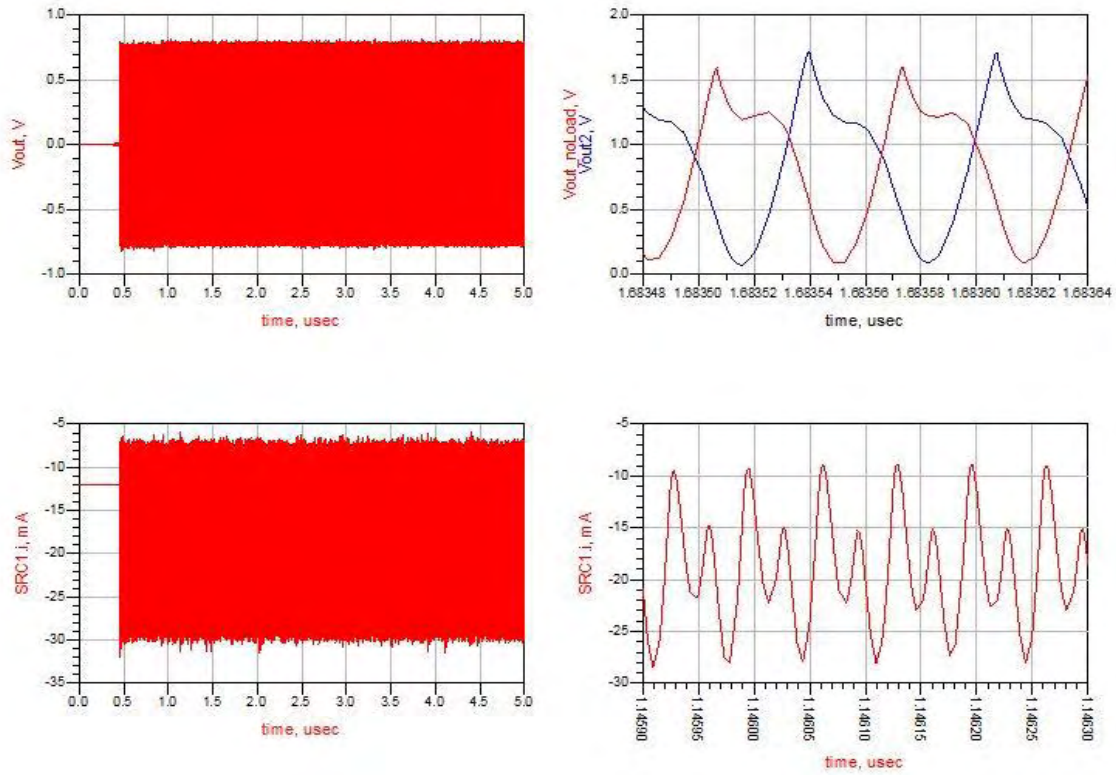 1.0
0.5
0.0
-0.5
-1.0
Vout, V
0.0 0.5 1.0 1.5 2.0 2.5 3.0 3.5 4.0 4.5 5.0
time, usec
2.0
1.5
1.0
0.5
0.0
Vout_noLoad, V
Vout2, V
1.68348 1.68350 1.68352 1.68354 1.68356 1.68358 1.68360 1.68362 1.68364
time, usec
-5
-10
-15
-20
-25
-30
-35
SRC1.i, mA
0.0 0.5 1.0 1.5 2.0 2.5 3.0 3.5 4.0 4.5 5.0
time, usec
-5
-10
-15
-20
-25
-30
SRC1.i, mA
1.14590 1.14595 1.14600 1.14605 1.14610 1.14615 1.14620 1.14625 1.14630
time, usec